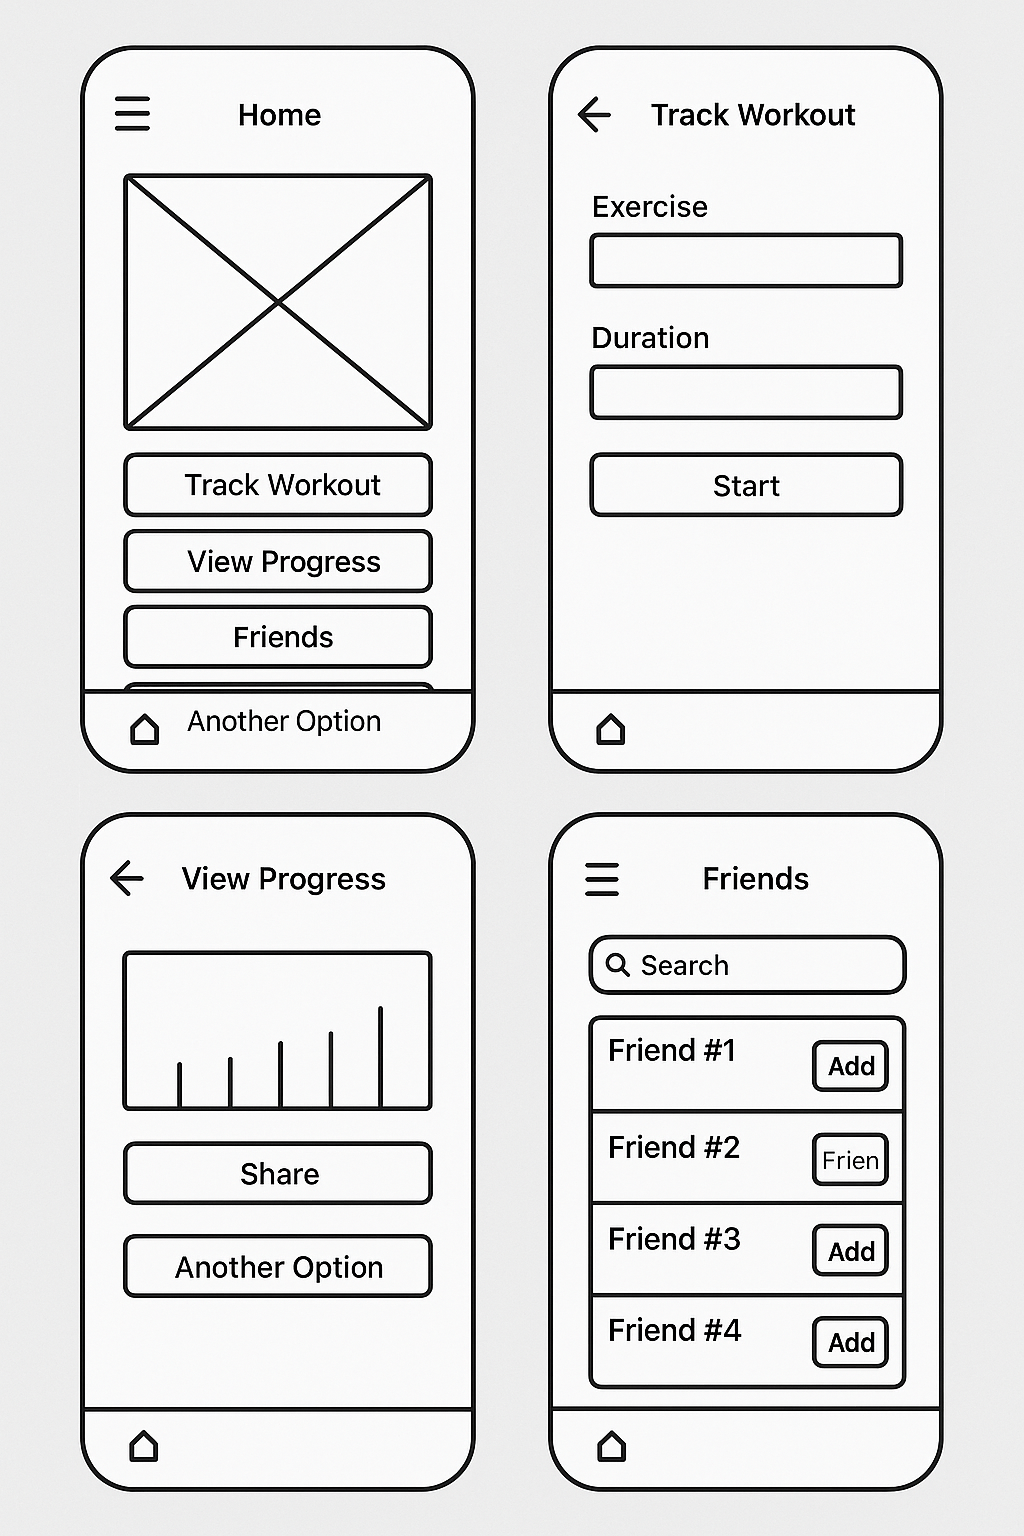 Home
Track Workout
View Progress
Friends
Another Option
Track Workout
Exercise
Duration
Start
View Progress
Share
Another Option
Friends
Search
Friend #1
Add
Friend #2
Frien
Friend #3
Add
Friend #4
Add